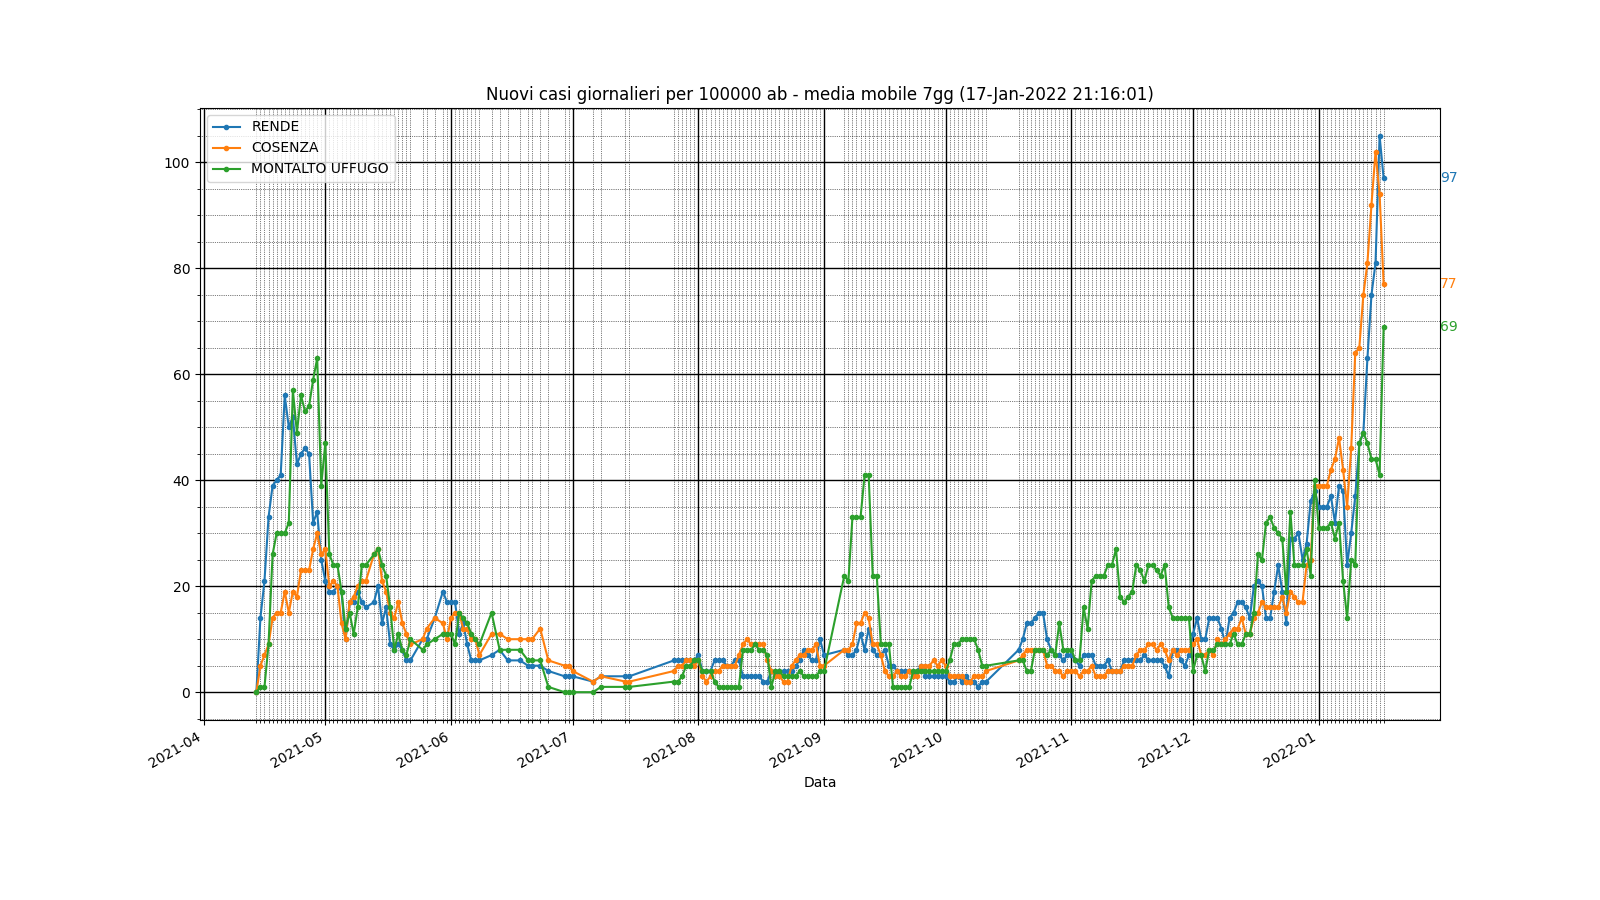 Nuovi casi giornalieri per 100000 ab - media mobile 7gg (17-Jan-2022 21:16:01)
RENDE
COSENZA
MONTALTO UFFUGO
100
80
60
40
20
0
97
77
69
2021-04 2021-05 2021-06 2021-07 2021-08 2021-09 2021-10 2021-11 2021-12 2022-01
Data